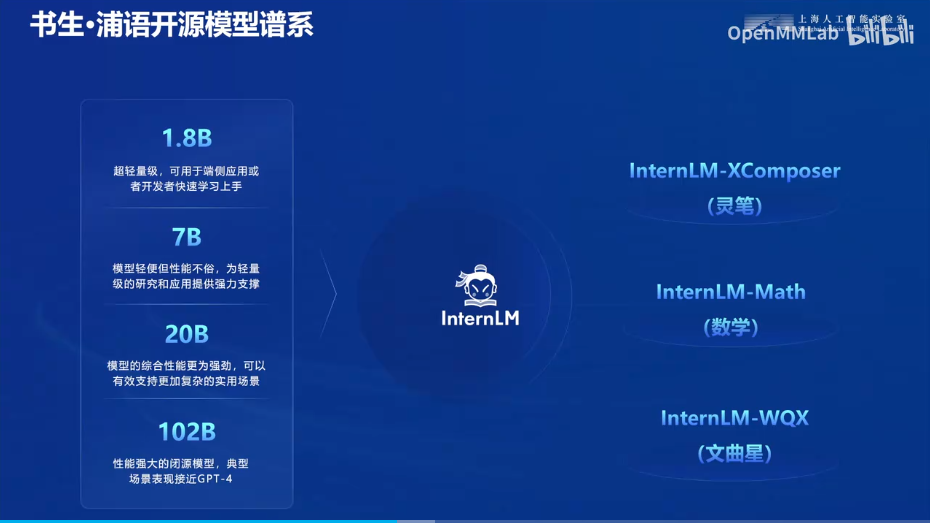 书生·浦语开源模型谱系
上海人工智能实验室
OpenMMLab bilibili
1.8B
超轻量级，可用于端侧应用或
者开发者快速学习上手
7B
模型轻便但性能不俗，为轻量
级的研究和应用提供强力支撑
20B
模型的综合性能更为强劲，可以
有效支持更加复杂的实用场景
102B
性能强大的闭源模型，典型
场景表现接近GPT-4
InternLM
InternLM-XComposer
(灵笔)
InternLM-Math
(数学)
InternLM-WQX
(文曲星)